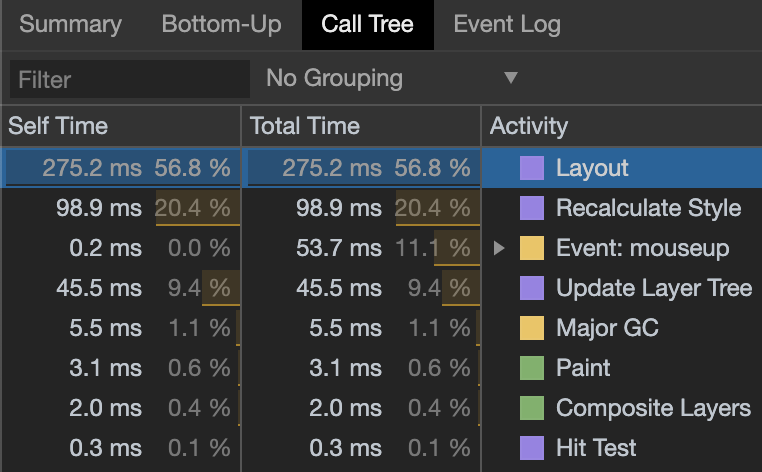 Summary Bottom-Up Call Tree Event Log
Filter No Grouping ▼
Self Time Total Time Activity
275.2 ms 56.8 % 275.2 ms 56.8 % Layout
98.9 ms 20.4 % 98.9 ms 20.4 % Recalculate Style
0.2 ms 0.0 % 53.7 ms 11.1 % Event: mouseup
45.5 ms 9.4 % 45.5 ms 9.4 % Update Layer Tree
5.5 ms 1.1 % 5.5 ms 1.1 % Major GC
3.1 ms 0.6 % 3.1 ms 0.6 % Paint
2.0 ms 0.4 % 2.0 ms 0.4 % Composite Layers
0.3 ms 0.1 % 0.3 ms 0.1 % Hit Test